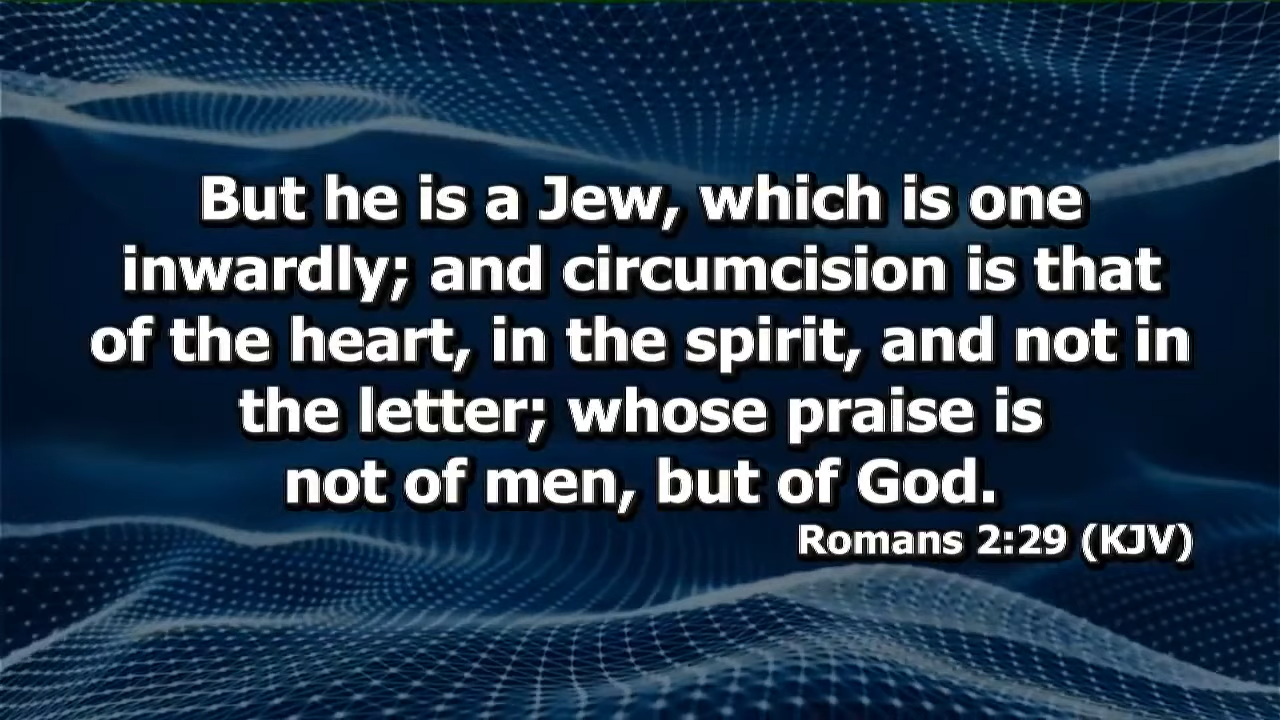 But he is a Jew, which is one
inwardly; and circumcision is that
of the heart, in the spirit, and not in
the letter; whose praise is
not of men, but of God.
Romans 2:29 (KJV)